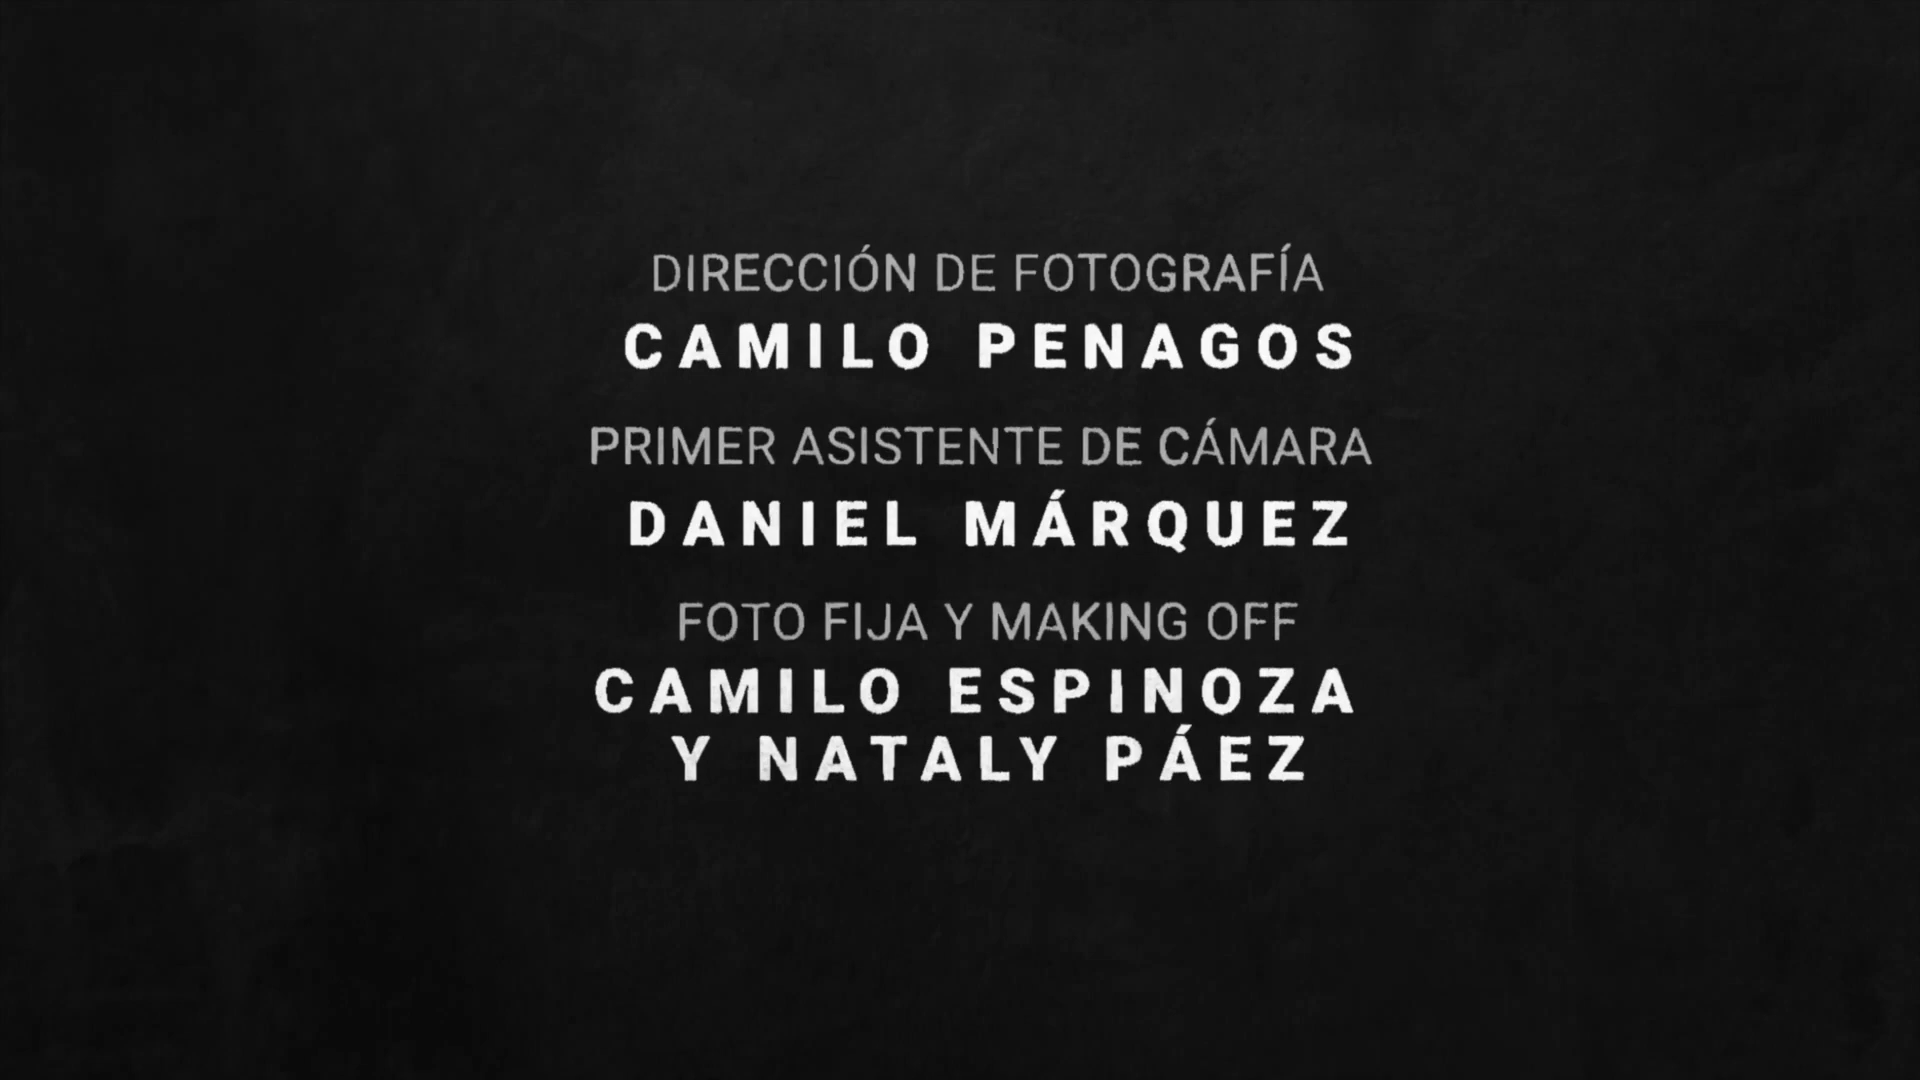 DIRECCIÓN DE FOTOGRAFÍA
CAMILO PENAGOS
PRIMER ASISTENTE DE CÁMARA
DANIEL MÁRQUEZ
FOTO FIJA Y MAKING OFF
CAMILO ESPINOZA
Y NATALY PÁEZ